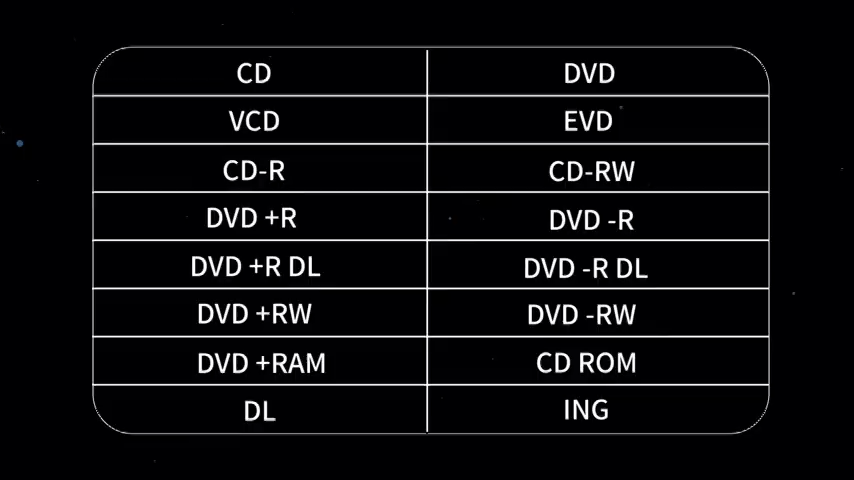 CD DVD
VCD EVD
CD-R CD-RW
DVD +R DVD -R
DVD +R DL DVD -R DL
DVD +RW DVD -RW
DVD +RAM CD ROM
DL ING